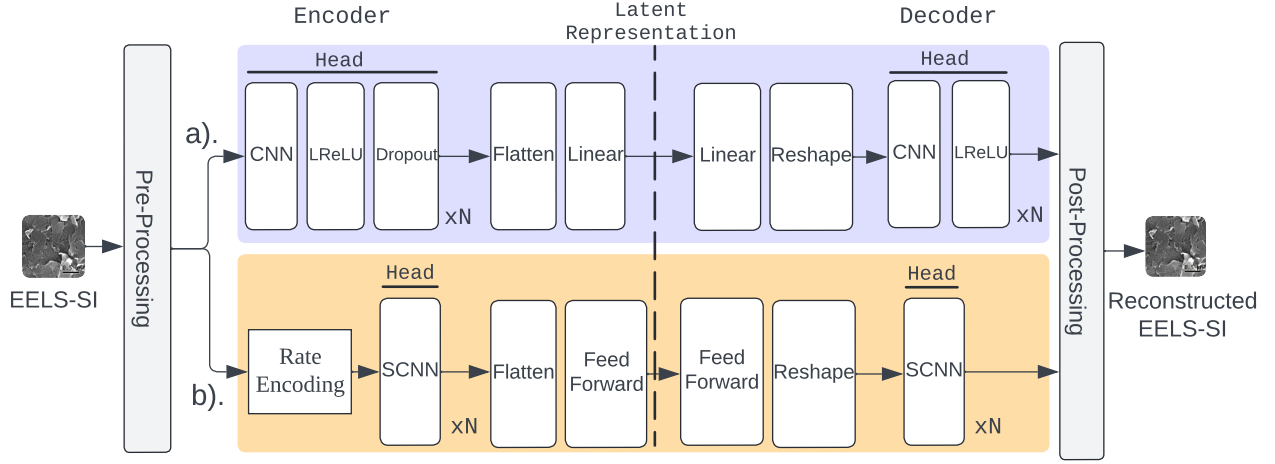 Encoder
Latent
Representation
Decoder
Head
Head
a).
CNN
LReLU
Dropout
xN
Flatten
Linear
Linear
Reshape
CNN
LReLU
xN
Pre-Processing
EELS-SI
Post-Processing
Reconstructed
EELS-SI
Head
Head
b).
Rate
Encoding
SCNN
xN
Flatten
Feed
Forward
Feed
Forward
Reshape
SCNN
xN